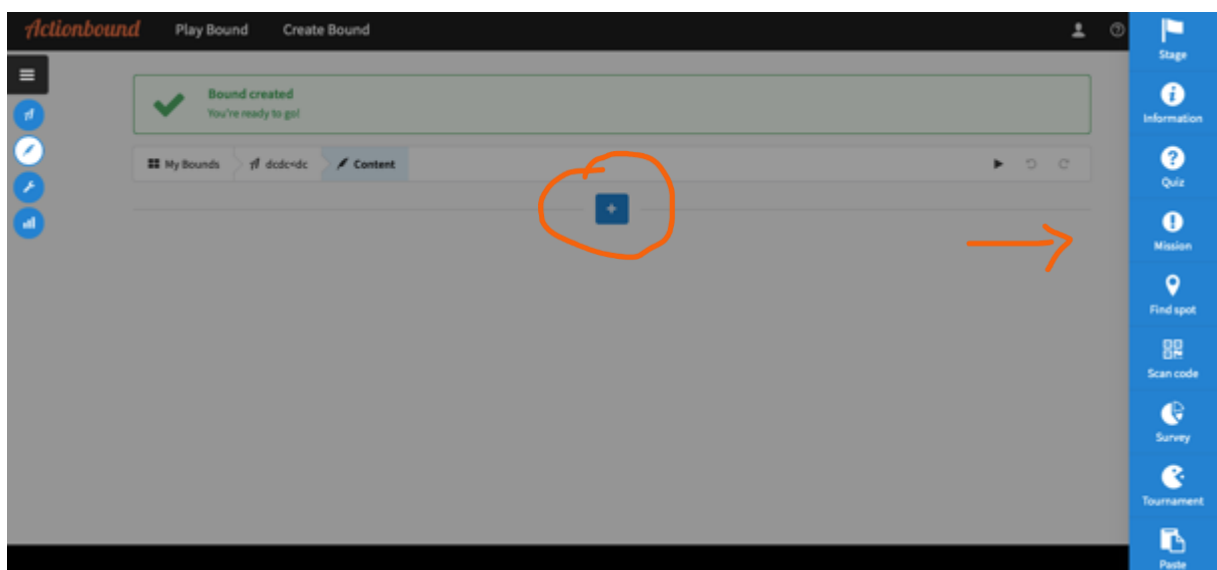 Actionbound Play Bound Create Bound
Bound created
You're ready to go!
My Bounds dcdc<dc Content
Stage
Information
Quiz
Mission
Find spot
Scan code
Survey
Tournament
Paste